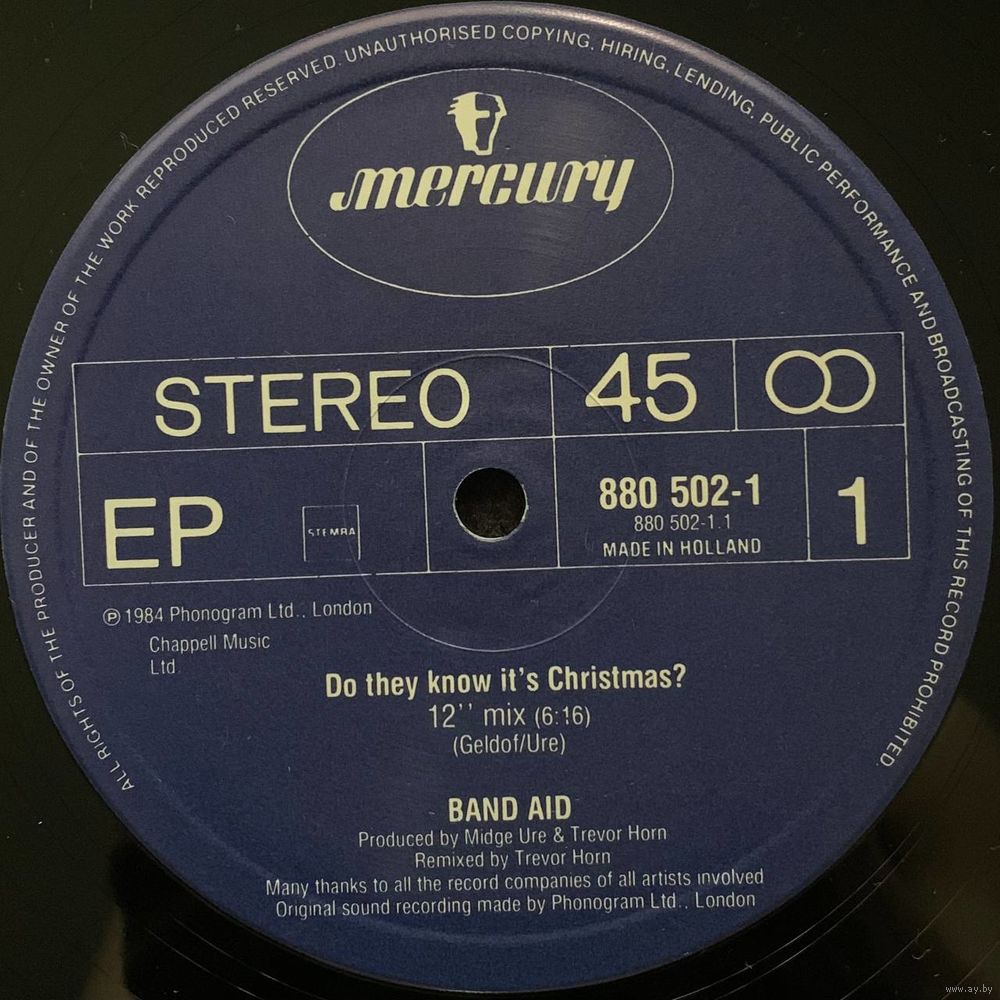 ALL RIGHTS OF THE PRODUCER AND OF THE OWNER OF THE WORK REPRODUCED RESERVED. UNAUTHORISED COPYING, HIRING, LENDING, PUBLIC PERFORMANCE AND BROADCASTING OF THIS RECORD PROHIBITED.
mercury
STEREO
45
EP
STEMRA
880 502-1
880 502-1.1
MADE IN HOLLAND
1
℗ 1984 Phonogram Ltd., London
Chappell Music
Ltd.
Do they know it's Christmas?
12'' mix (6:16)
(Geldof/Ure)
BAND AID
Produced by Midge Ure & Trevor Horn
Remixed by Trevor Horn
Many thanks to all the record companies of all artists involved
Original sound recording made by Phonogram Ltd., London
www.ay.by